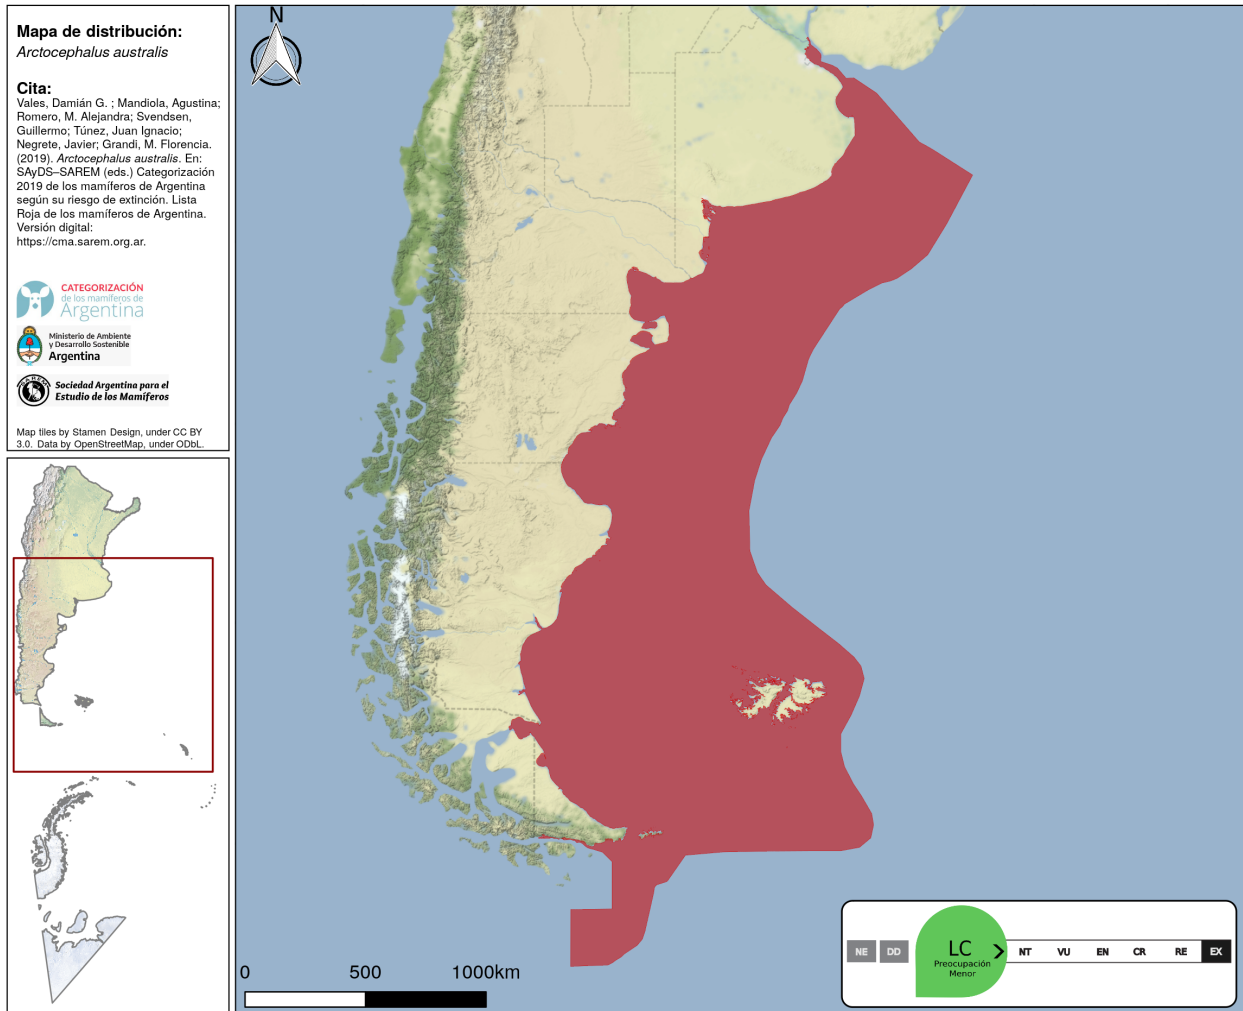 Mapa de distribución:
Arctocephalus australis
Cita:
Vales, Damián G. ; Mandiola, Agustina;
Romero, M. Alejandra; Svendsen,
Guillermo; Túnez, Juan Ignacio;
Negrete, Javier; Grandi, M. Florencia.
(2019). Arctocephalus australis. En:
SAyDS–SAREM (eds.) Categorización
2019 de los mamíferos de Argentina
según su riesgo de extinción. Lista
Roja de los mamíferos de Argentina.
Versión digital:
https://cma.sarem.org.ar.
CATEGORIZACIÓN
de los mamíferos de
Argentina
Ministerio de Ambiente
y Desarrollo Sostenible
Argentina
SAREM
Sociedad Argentina para el
Estudio de los Mamíferos
Map tiles by Stamen Design, under CC BY
3.0. Data by OpenStreetMap, under ODbL.
N
0 500 1000km
NE DD LC NT VU EN CR RE EX
Preocupación
Menor